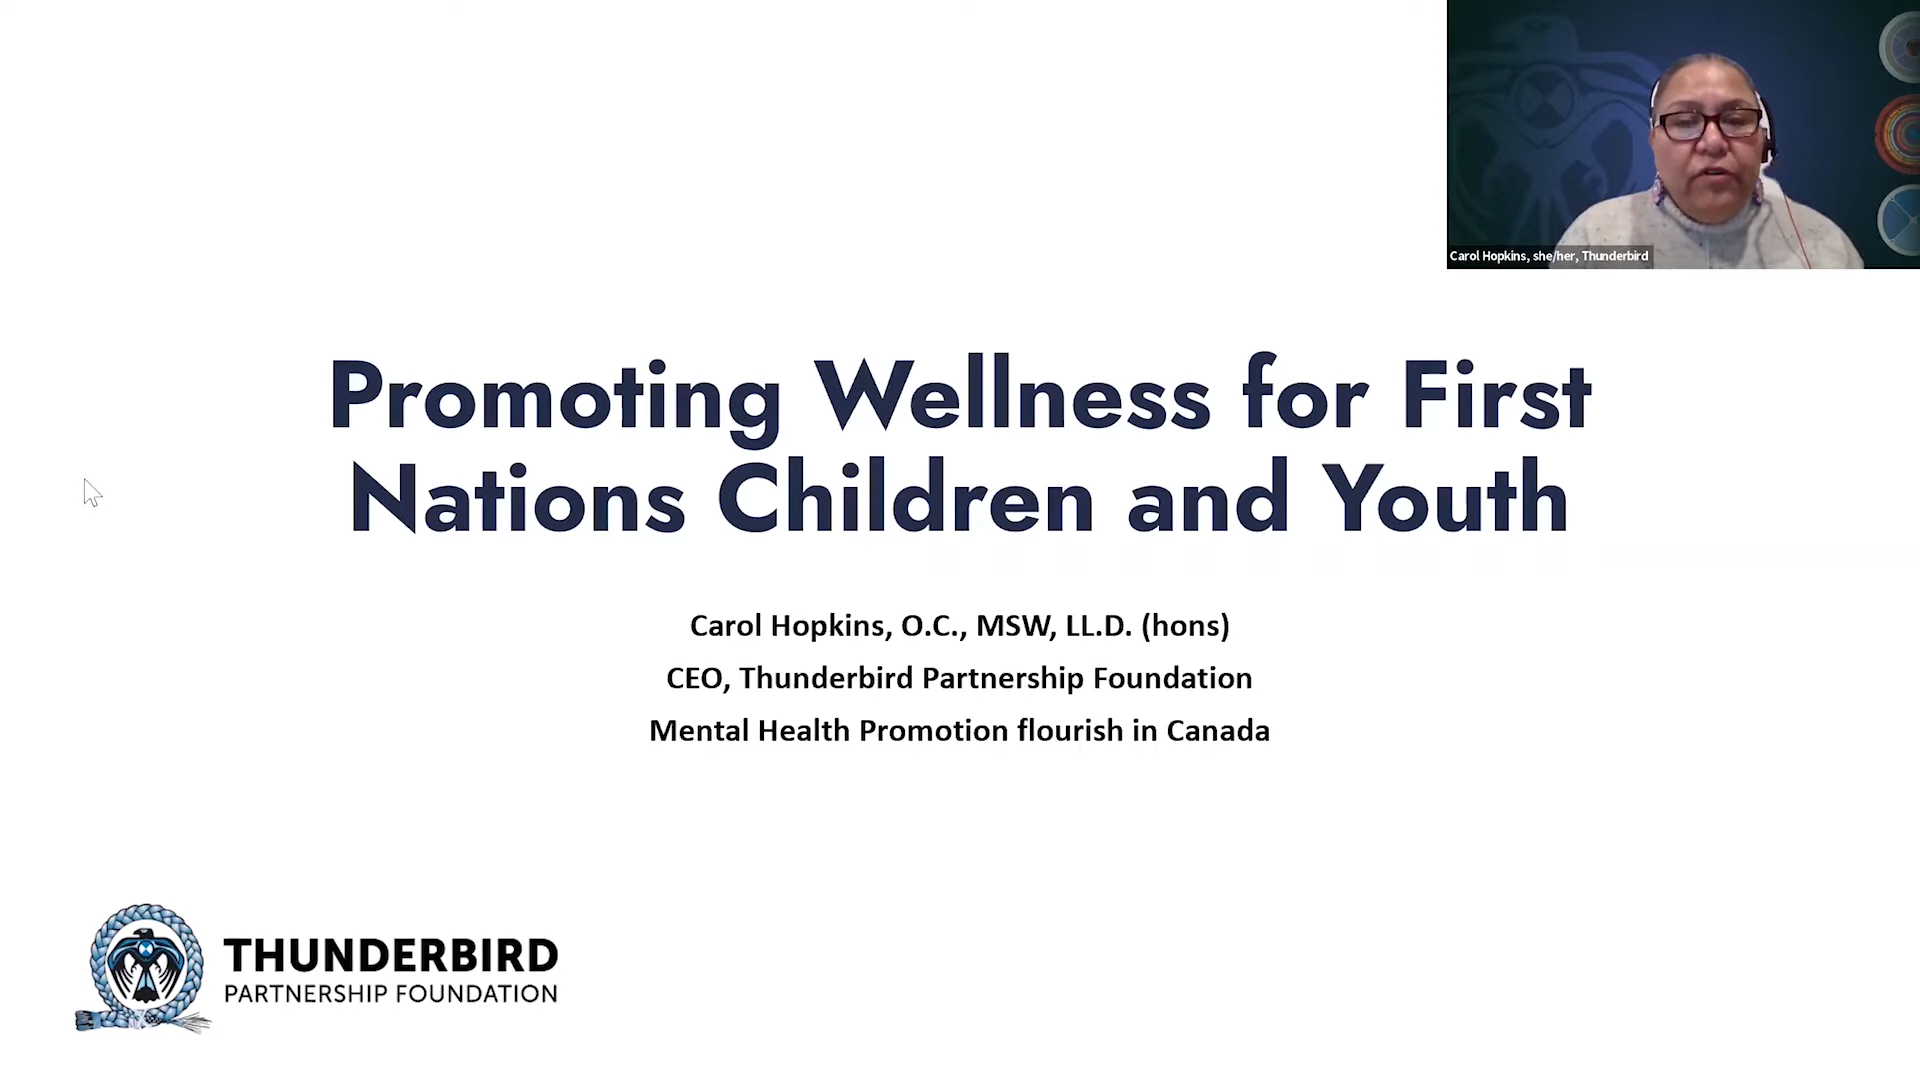 Carol Hopkins, she/her, Thunderbird
Promoting Wellness for First
Nations Children and Youth
Carol Hopkins, O.C., MSW, LL.D. (hons)
CEO, Thunderbird Partnership Foundation
Mental Health Promotion flourish in Canada
THUNDERBIRD
PARTNERSHIP FOUNDATION